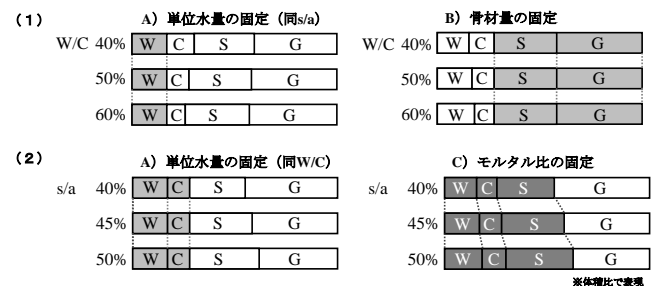 (1) A) 単位水量の固定（同s/a） B) 骨材量の固定
W/C 40% W C S G W/C 40% W C S G
50% W C S G 50% W C S G
60% W C S G 60% W C S G
(2) A) 単位水量の固定（同W/C） C) モルタル比の固定
s/a 40% W C S G s/a 40% W C S G
45% W C S G 45% W C S G
50% W C S G 50% W C S G
※体積比で表現